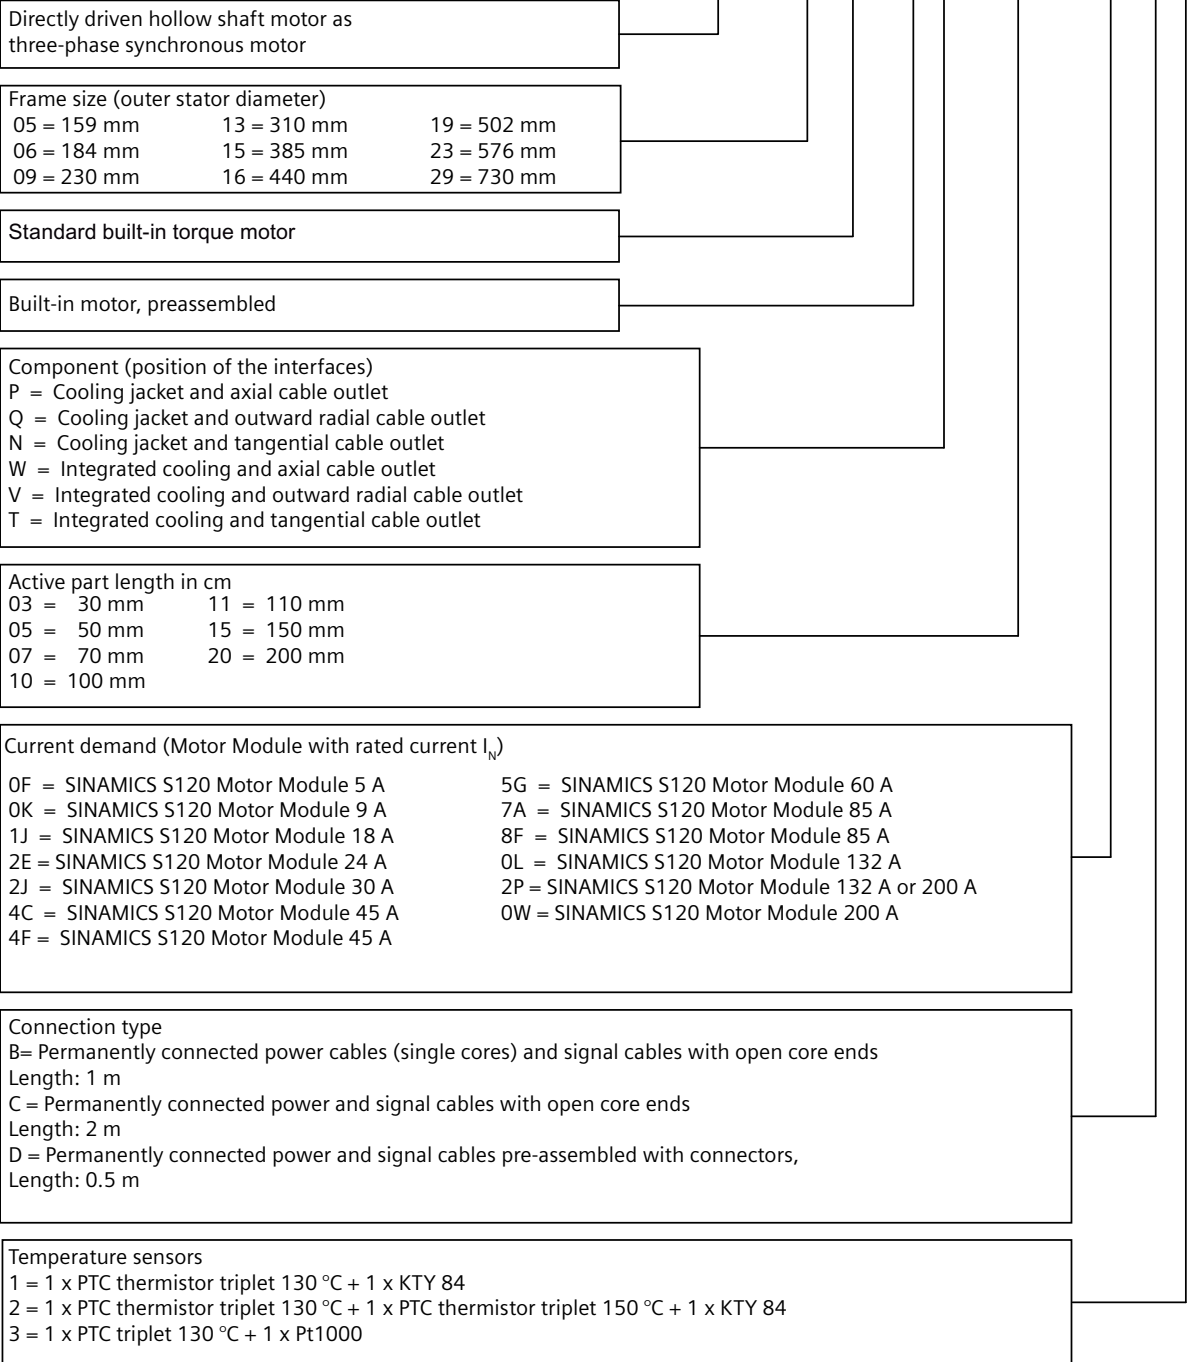 Directly driven hollow shaft motor as
three-phase synchronous motor
Frame size (outer stator diameter)
05 = 159 mm 13 = 310 mm 19 = 502 mm
06 = 184 mm 15 = 385 mm 23 = 576 mm
09 = 230 mm 16 = 440 mm 29 = 730 mm
Standard built-in torque motor
Built-in motor, preassembled
Component (position of the interfaces)
P = Cooling jacket and axial cable outlet
Q = Cooling jacket and outward radial cable outlet
N = Cooling jacket and tangential cable outlet
W = Integrated cooling and axial cable outlet
V = Integrated cooling and outward radial cable outlet
T = Integrated cooling and tangential cable outlet
Active part length in cm
03 = 30 mm 11 = 110 mm
05 = 50 mm 15 = 150 mm
07 = 70 mm 20 = 200 mm
10 = 100 mm
Current demand (Motor Module with rated current I_N)
0F = SINAMICS S120 Motor Module 5 A 5G = SINAMICS S120 Motor Module 60 A
0K = SINAMICS S120 Motor Module 9 A 7A = SINAMICS S120 Motor Module 85 A
1J = SINAMICS S120 Motor Module 18 A 8F = SINAMICS S120 Motor Module 85 A
2E = SINAMICS S120 Motor Module 24 A 0L = SINAMICS S120 Motor Module 132 A
2J = SINAMICS S120 Motor Module 30 A 2P = SINAMICS S120 Motor Module 132 A or 200 A
4C = SINAMICS S120 Motor Module 45 A 0W = SINAMICS S120 Motor Module 200 A
4F = SINAMICS S120 Motor Module 45 A
Connection type
B= Permanently connected power cables (single cores) and signal cables with open core ends
Length: 1 m
C = Permanently connected power and signal cables with open core ends
Length: 2 m
D = Permanently connected power and signal cables pre-assembled with connectors,
Length: 0.5 m
Temperature sensors
1 = 1 x PTC thermistor triplet 130 °C + 1 x KTY 84
2 = 1 x PTC thermistor triplet 130 °C + 1 x PTC thermistor triplet 150 °C + 1 x KTY 84
3 = 1 x PTC triplet 130 °C + 1 x Pt1000